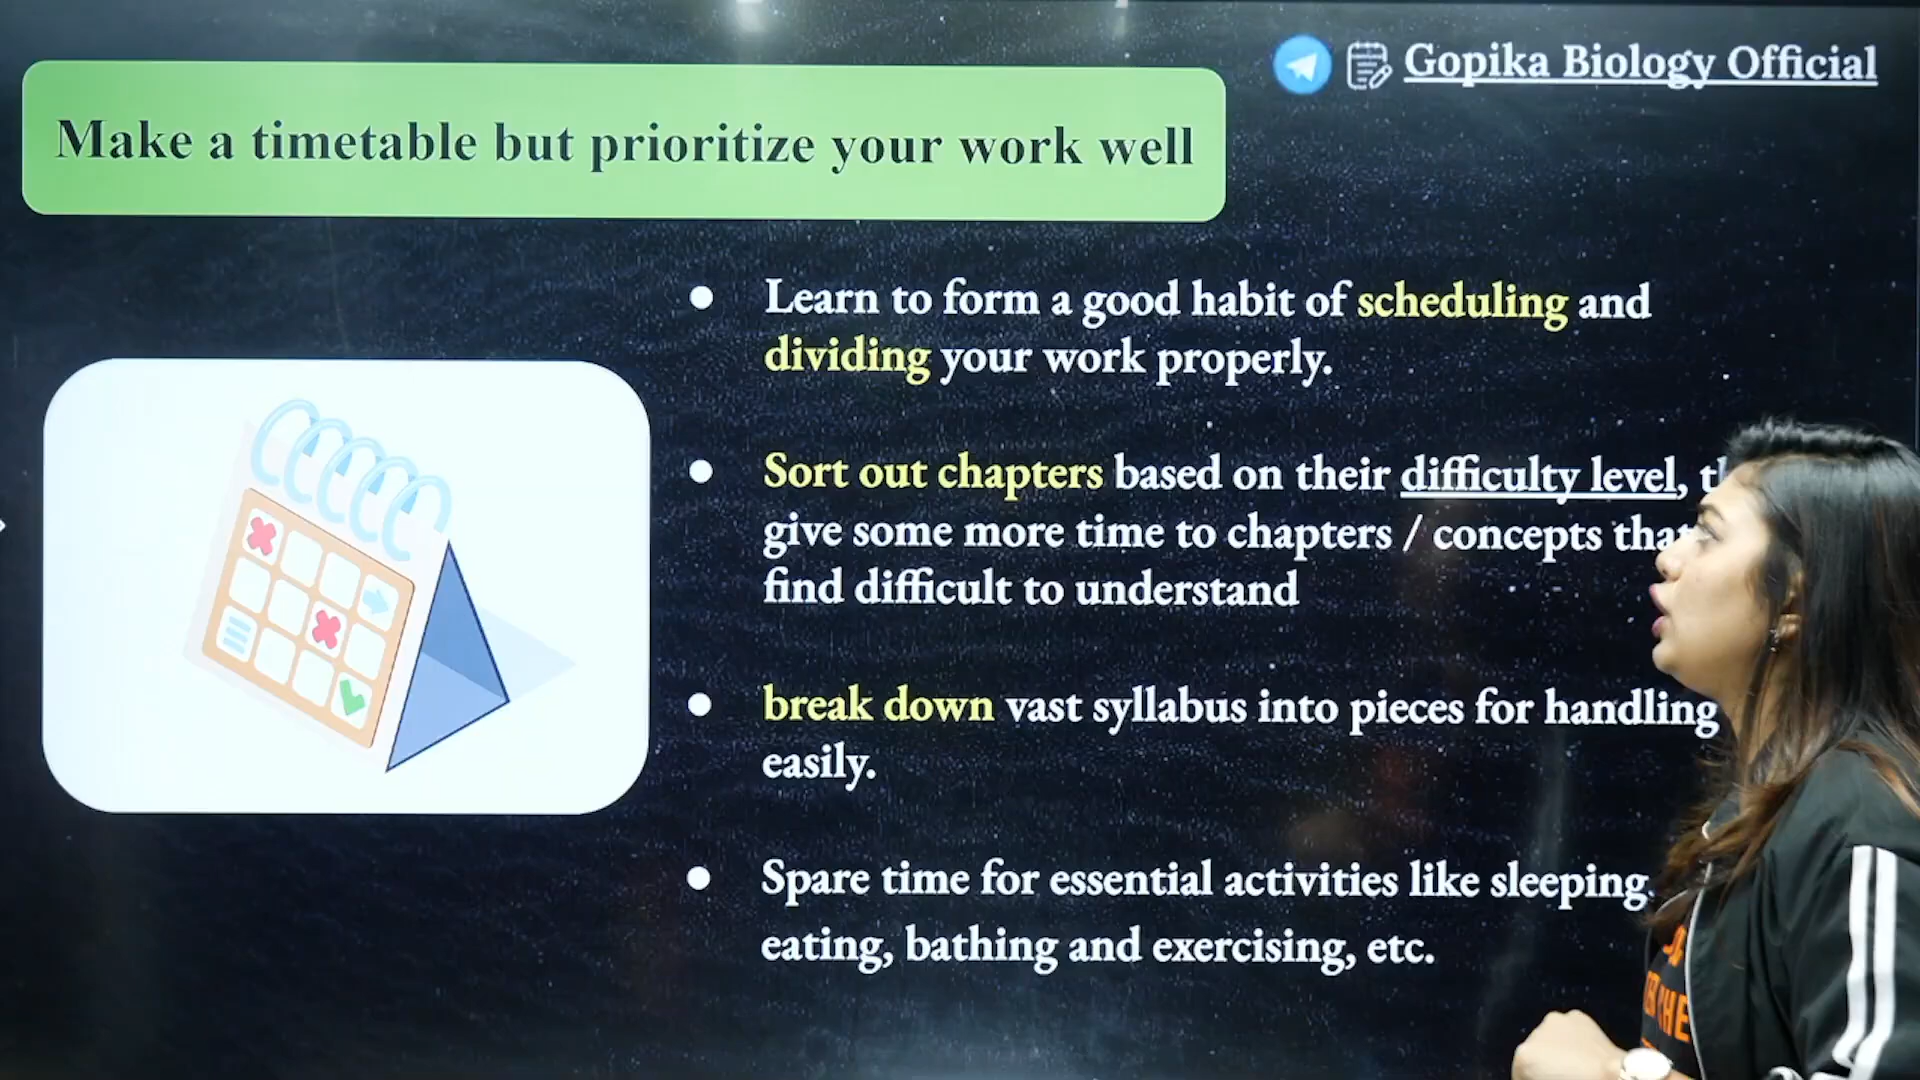 Gopika Biology Official
Make a timetable but prioritize your work well
Learn to form a good habit of scheduling and
dividing your work properly.
Sort out chapters based on their difficulty level,
give some more time to chapters / concepts that
find difficult to understand
break down vast syllabus into pieces for handling
easily.
Spare time for essential activities like sleeping,
eating, bathing and exercising, etc.